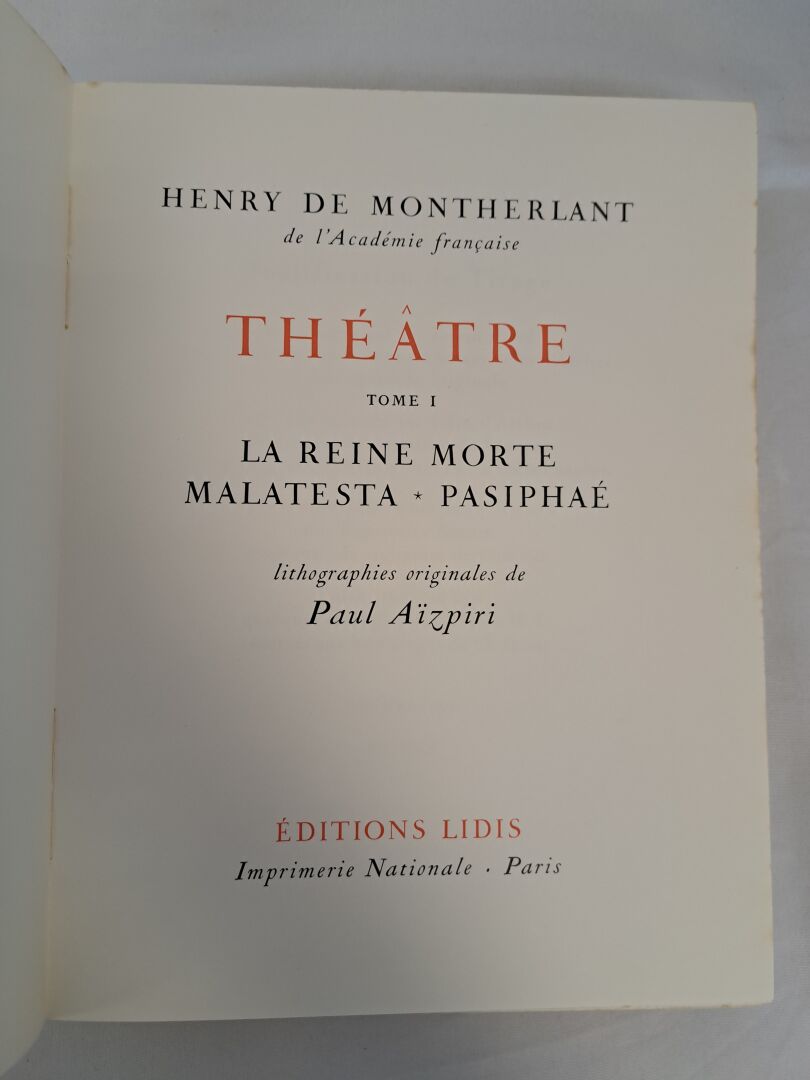 HENRY DE MONTHERLANT
de l'Académie française
THÉÂTRE
TOME I
LA REINE MORTE
MALATESTA * PASIPHAÉ
lithographies originales de
Paul Aïzpiri
ÉDITIONS LIDIS
Imprimerie Nationale . Paris